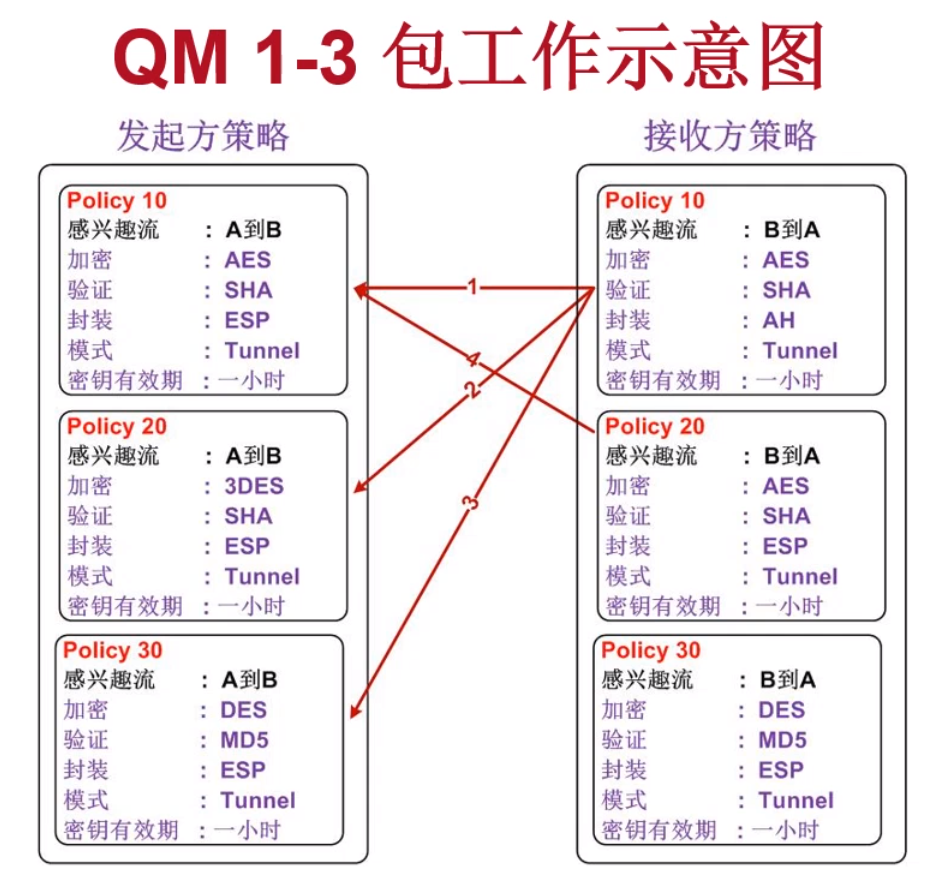 QM 1-3 包工作示意图
发起方策略
Policy 10
感兴趣流 : A到B
加密 : AES
验证 : SHA
封装 : ESP
模式 : Tunnel
密钥有效期 : 一小时
Policy 20
感兴趣流 : A到B
加密 : 3DES
验证 : SHA
封装 : ESP
模式 : Tunnel
密钥有效期 : 一小时
Policy 30
感兴趣流 : A到B
加密 : DES
验证 : MD5
封装 : ESP
模式 : Tunnel
密钥有效期 : 一小时
1
4
2
3
接收方策略
Policy 10
感兴趣流 : B到A
加密 : AES
验证 : SHA
封装 : AH
模式 : Tunnel
密钥有效期 : 一小时
Policy 20
感兴趣流 : B到A
加密 : AES
验证 : SHA
封装 : ESP
模式 : Tunnel
密钥有效期 : 一小时
Policy 30
感兴趣流 : B到A
加密 : DES
验证 : MD5
封装 : ESP
模式 : Tunnel
密钥有效期 : 一小时